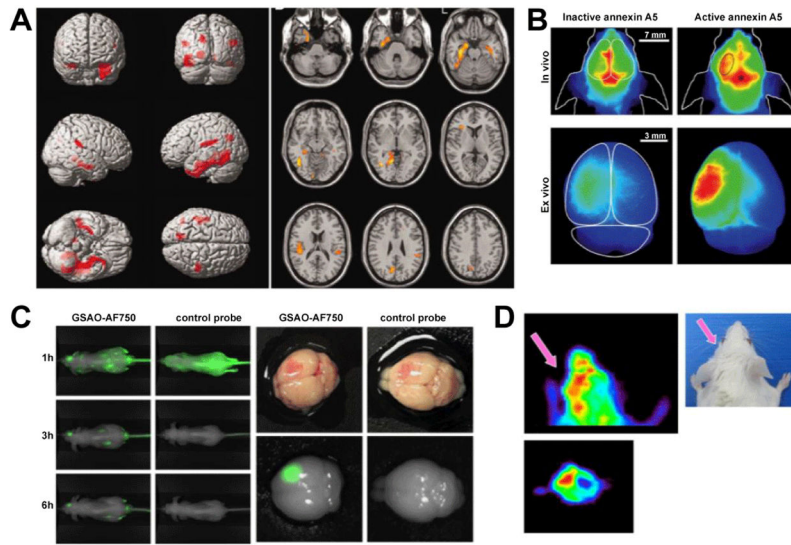 A
L
B
Inactive annexin A5
Active annexin A5
7 mm
In vivo
3 mm
Ex vivo
C
GSAO-AF750
control probe
GSAO-AF750
control probe
1h
3h
6h
D